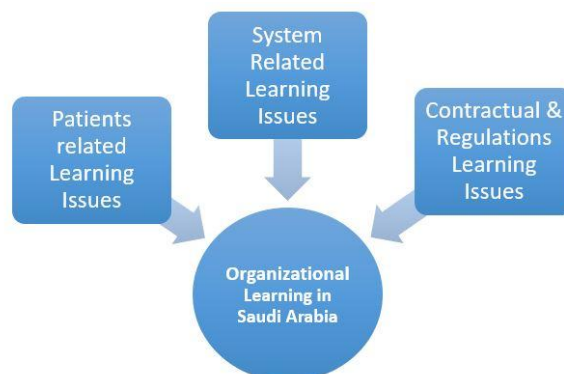 Patients
related
Learning
Issues
System
Related
Learning
Issues
Contractual &
Regulations
Learning
Issues
Organizational
Learning in
Saudi Arabia